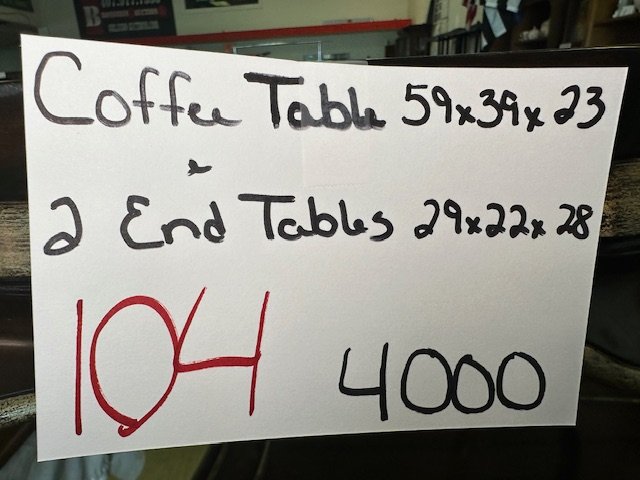 Coffee Table 59x39x23
&
2 End Tables 29x22x28
104 4000